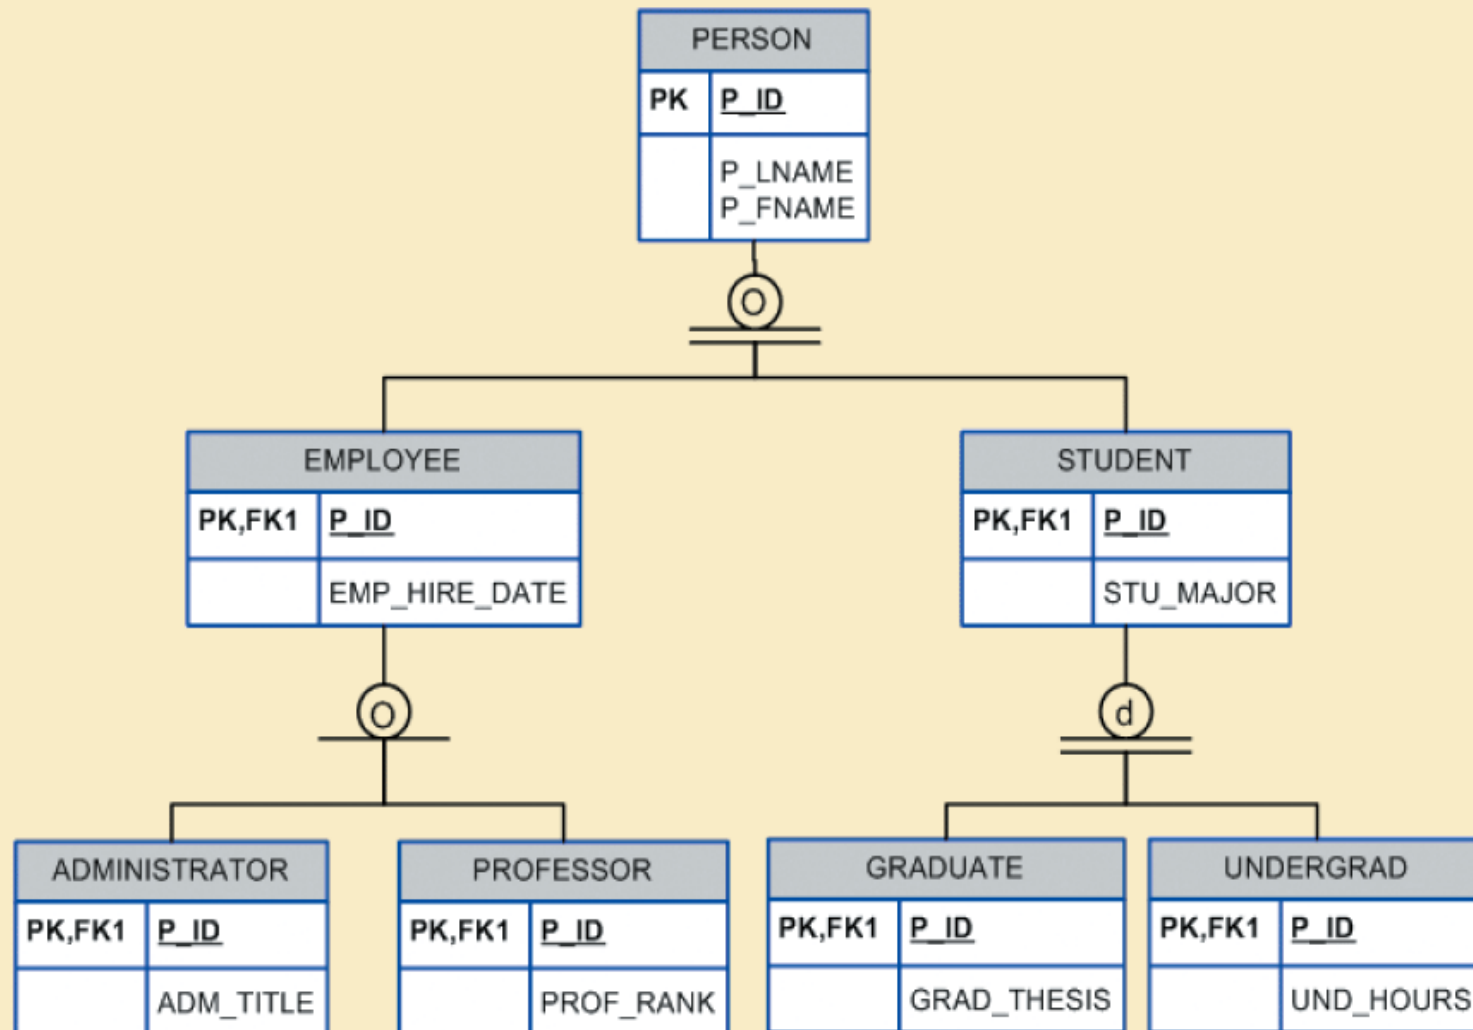 PERSON
PK P_ID
P_LNAME
P_FNAME
O
EMPLOYEE
PK,FK1 P_ID
EMP_HIRE_DATE
STUDENT
PK,FK1 P_ID
STU_MAJOR
O
d
ADMINISTRATOR
PK,FK1 P_ID
ADM_TITLE
PROFESSOR
PK,FK1 P_ID
PROF_RANK
GRADUATE
PK,FK1 P_ID
GRAD_THESIS
UNDERGRAD
PK,FK1 P_ID
UND_HOURS